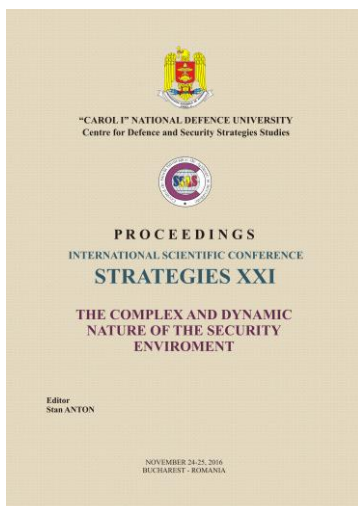 "CAROL I" NATIONAL DEFENCE UNIVERSITY
Centre for Defence and Security Strategies Studies
PROCEEDINGS
INTERNATIONAL SCIENTIFIC CONFERENCE
STRATEGIES XXI
THE COMPLEX AND DYNAMIC
NATURE OF THE SECURITY
ENVIROMENT
Editor
Stan ANTON
NOVEMBER 24-25, 2016
BUCHAREST - ROMANIA